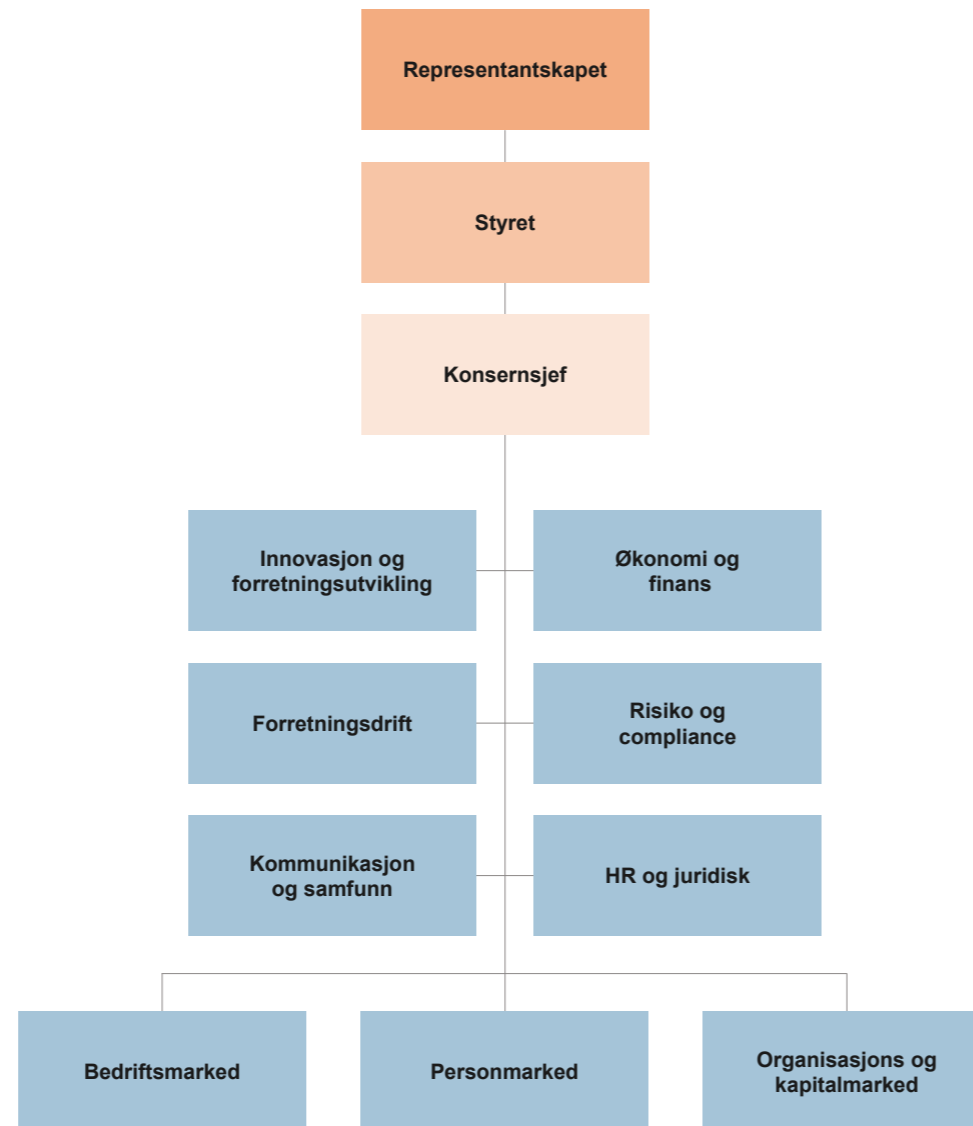 Representantskapet
Styret
Konsernsjef
Innovasjon og
forretningsutvikling
Økonomi og
finans
Forretningsdrift
Risiko og
compliance
Kommunikasjon
og samfunn
HR og juridisk
Bedriftsmarked
Personmarked
Organisasjons og
kapitalmarked